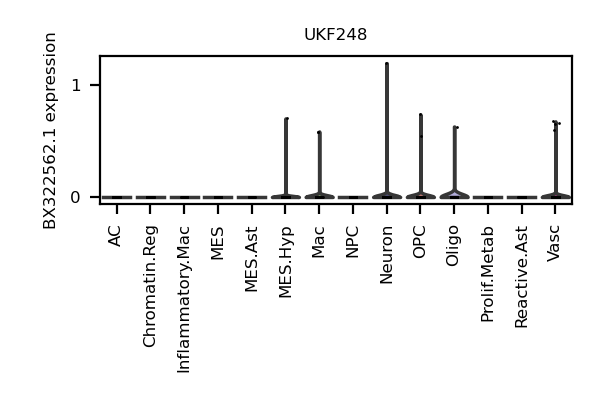 UKF248
BX322562.1 expression
1
0
AC
Chromatin.Reg
Inflammatory.Mac
MES
MES.Ast
MES.Hyp
Mac
NPC
Neuron
OPC
Oligo
Prolif.Metab
Reactive.Ast
Vasc